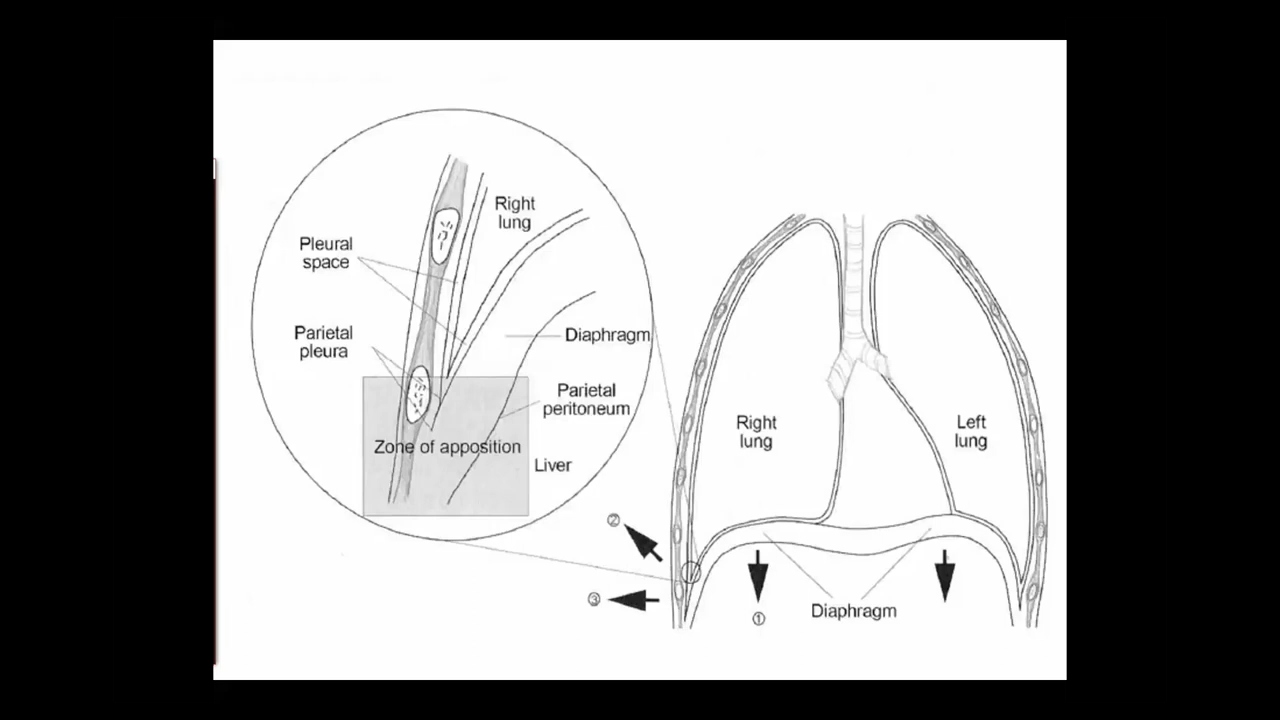 Right
lung
Pleural
space
Parietal
pleura
Diaphragm
Parietal
peritoneum
Zone of apposition
Liver
Right
lung
Left
lung
②
③
①
Diaphragm